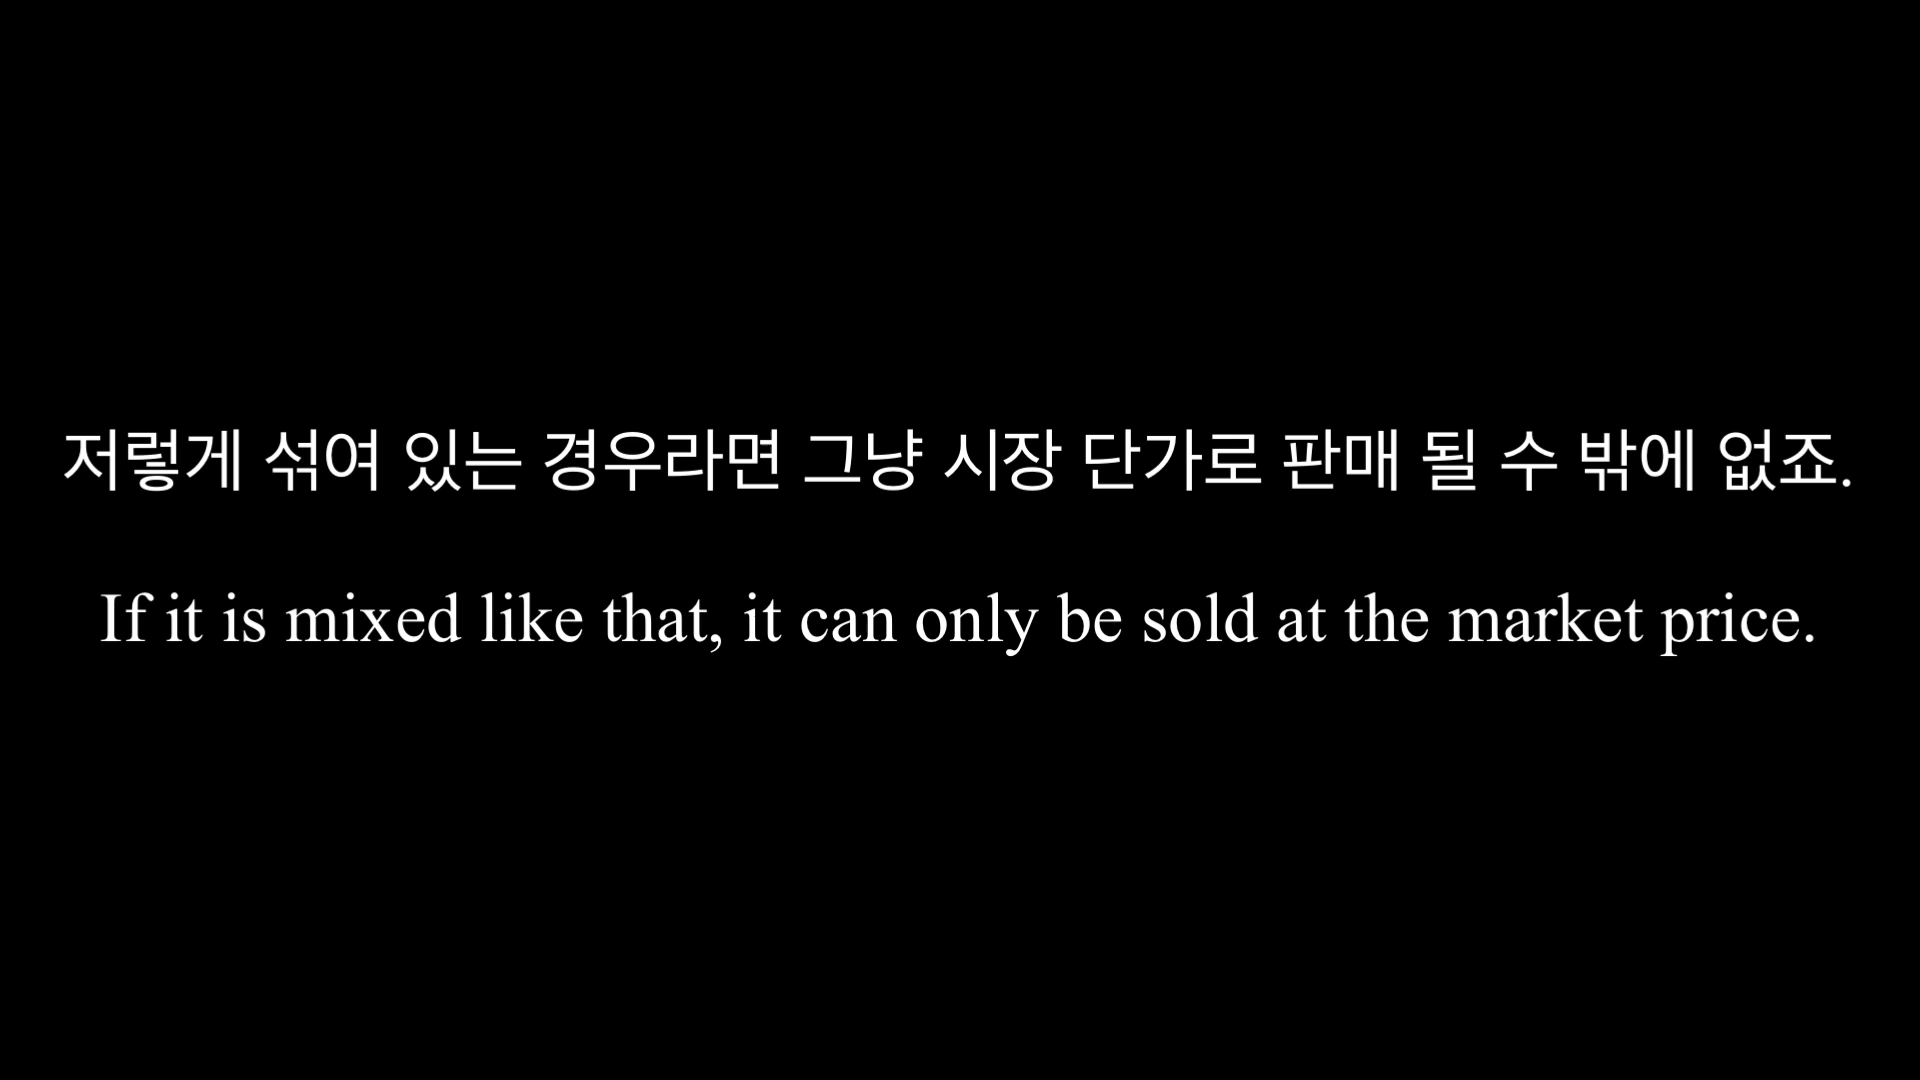 저렇게 섞여 있는 경우라면 그냥 시장 단가로 판매 될 수 밖에 없죠.
If it is mixed like that, it can only be sold at the market price.